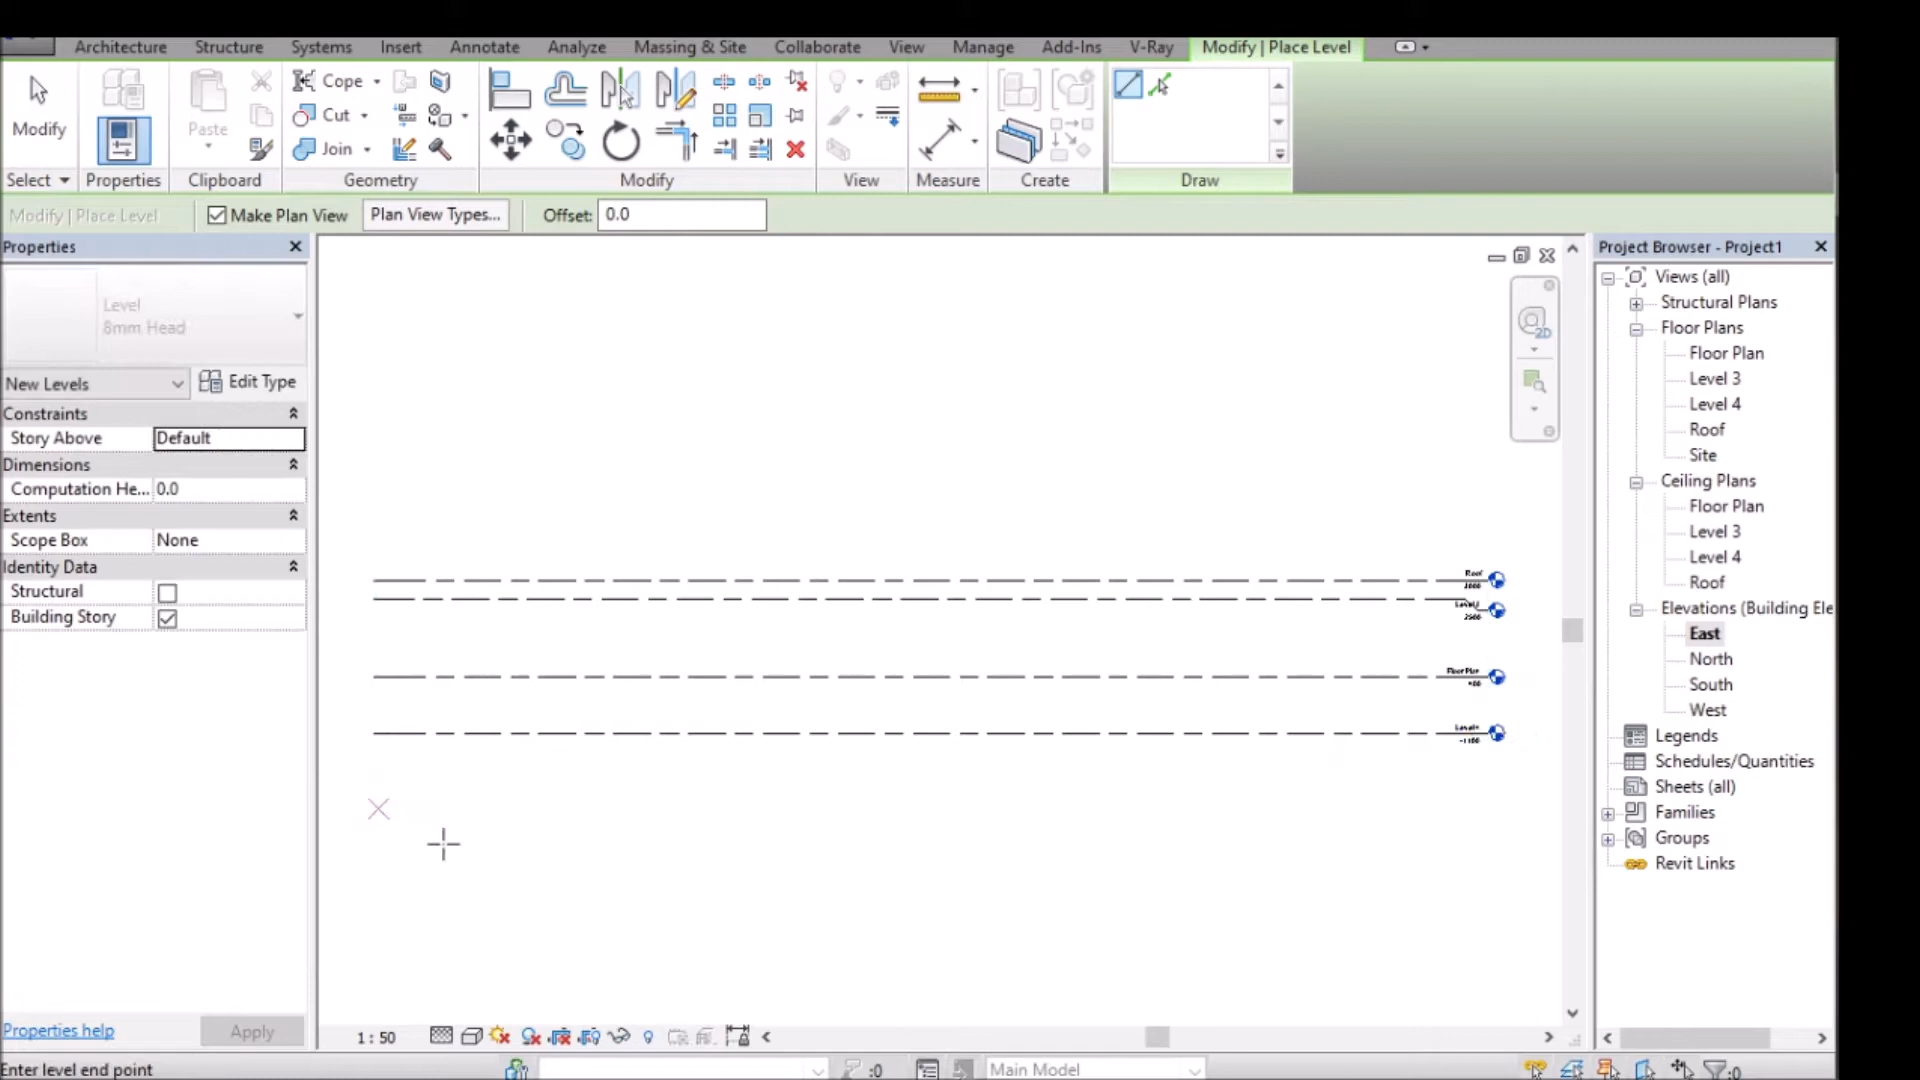 Architecture Structure Systems Insert Annotate Analyze Massing & Site Collaborate View Manage Add-Ins V-Ray Modify | Place Level
Modify
Paste
Cope
Cut
Join
Select Properties Clipboard Geometry Modify View Measure Create Draw
Modify | Place Level Make Plan View Plan View Types... Offset: 0.0
Properties
Level
8mm Head
New Levels Edit Type
Constraints
Story Above Default
Dimensions
Computation He... 0.0
Extents
Scope Box None
Identity Data
Structural
Building Story
Properties help Apply
2D
Roof
Floor Plan
1 : 50
Project Browser - Project1
Views (all)
Structural Plans
Floor Plans
Floor Plan
Level 3
Level 4
Roof
Site
Ceiling Plans
Floor Plan
Level 3
Level 4
Roof
Elevations (Building Ele
East
North
South
West
Legends
Schedules/Quantities
Sheets (all)
Families
Groups
Revit Links
Enter level end point :0 Main Model :0